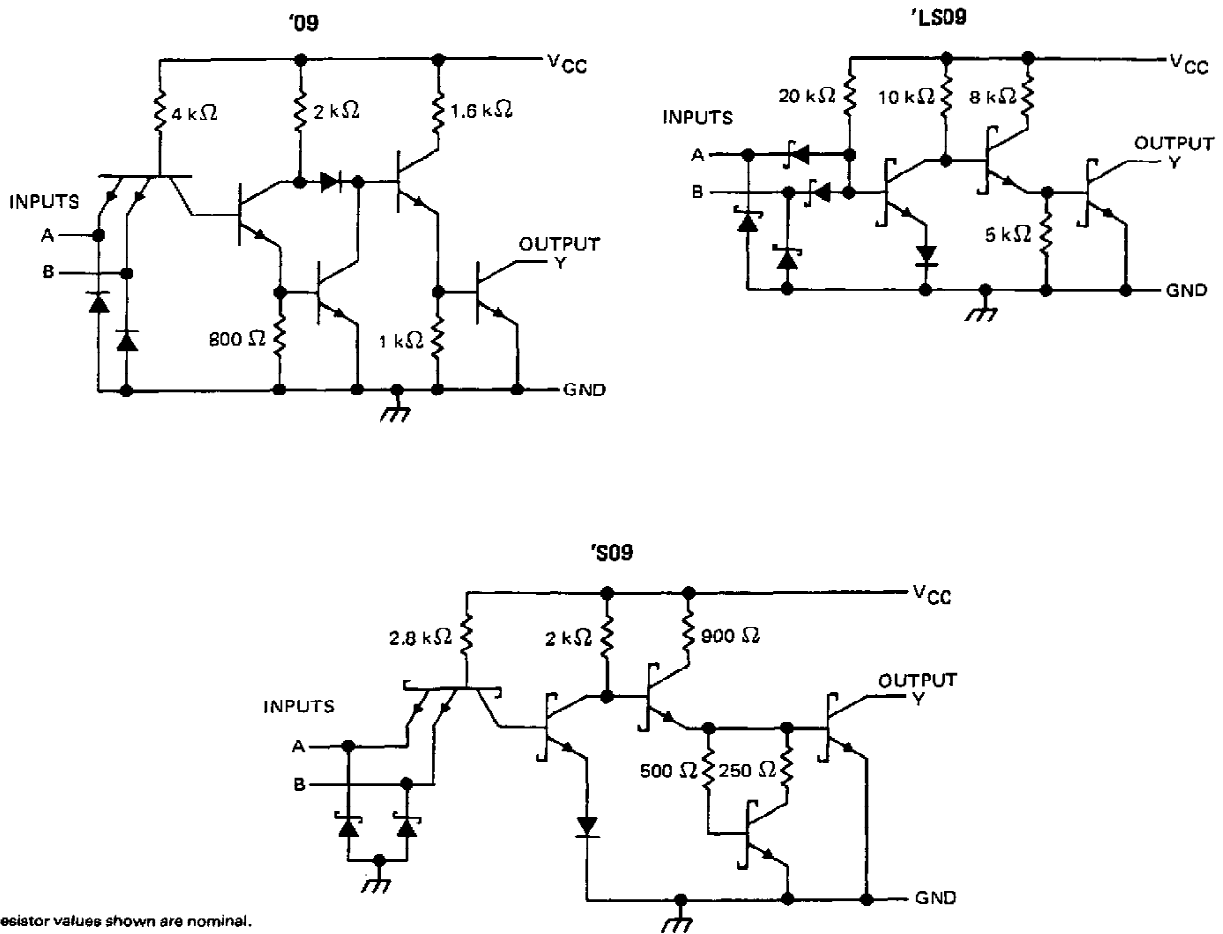 '09
VCC
4 kΩ
2 kΩ
1.6 kΩ
INPUTS
A
B
OUTPUT
Y
800 Ω
1 kΩ
GND
'LS09
VCC
20 kΩ
10 kΩ
8 kΩ
INPUTS
A
B
OUTPUT
Y
5 kΩ
GND
'S09
VCC
2.8 kΩ
2 kΩ
900 Ω
INPUTS
A
B
OUTPUT
Y
500 Ω
250 Ω
GND
esistor values shown are nominal.